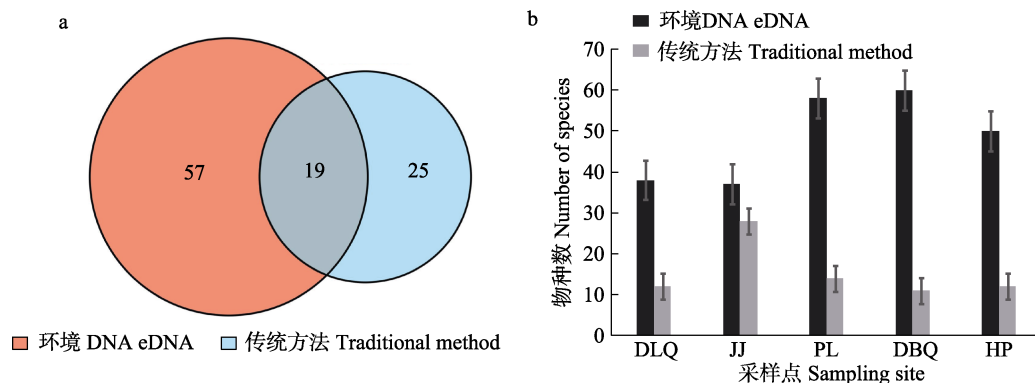 a
57
19
25
环境 DNA eDNA
传统方法 Traditional method
b
环境DNA eDNA
传统方法 Traditional method
物种数 Number of species
70
60
50
40
30
20
10
0
DLQ JJ PL DBQ HP
采样点 Sampling site